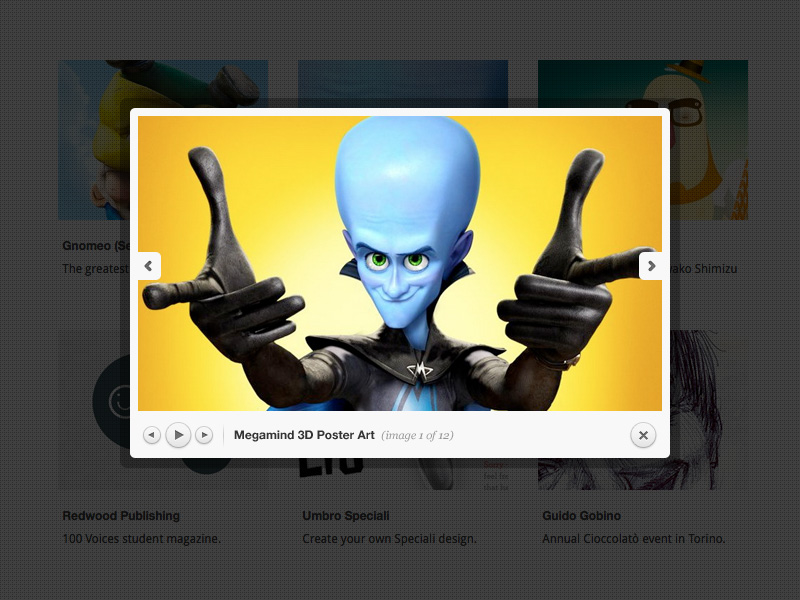 Gnomeo (Se
The greatest
ako Shimizu
Megamind 3D Poster Art (image 1 of 12)
Redwood Publishing
100 Voices student magazine.
Umbro Speciali
Create your own Speciali design.
Guido Gobino
Annual Cioccolatò event in Torino.